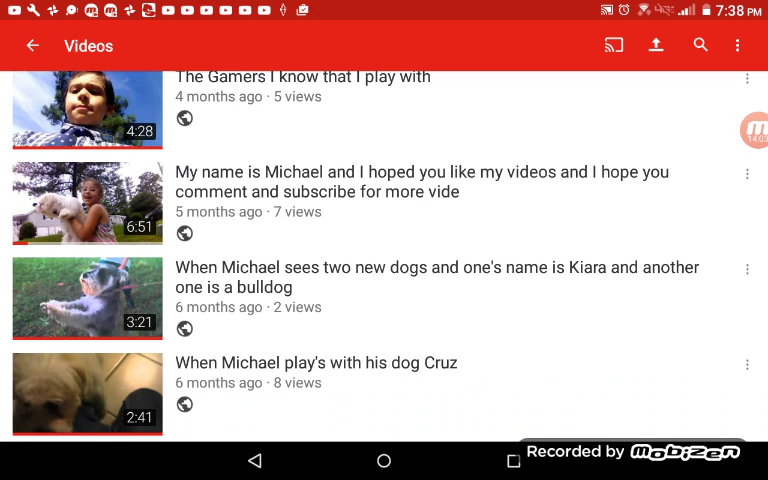 7:38 PM
Videos
The Gamers I know that I play with
4 months ago · 5 views
4:28
14:03
My name is Michael and I hoped you like my videos and I hope you
comment and subscribe for more vide
5 months ago · 7 views
6:51
When Michael sees two new dogs and one's name is Kiara and another
one is a bulldog
6 months ago · 2 views
3:21
When Michael play's with his dog Cruz
6 months ago · 8 views
2:41
Recorded by mobizen